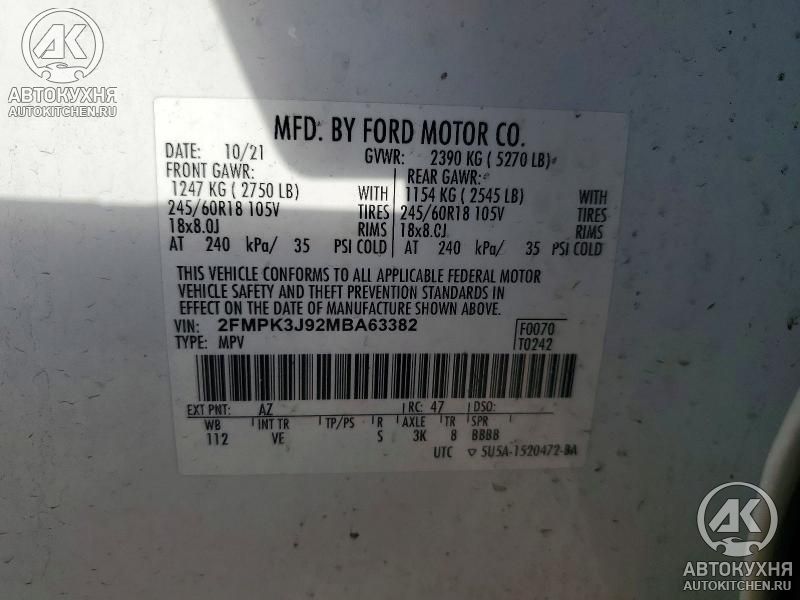 АК
АВТОКУХНЯ
AUTOKITCHEN.RU
MFD. BY FORD MOTOR CO.
DATE: 10/21 GVWR: 2390 KG ( 5270 LB)
FRONT GAWR: REAR GAWR:
1247 KG ( 2750 LB) WITH 1154 KG ( 2545 LB) WITH
245/60R18 105V TIRES 245/60R18 105V TIRES
18x8.0J RIMS 18x8.0J RIMS
AT 240 kPa/ 35 PSI COLD AT 240 kPa/ 35 PSI COLD
THIS VEHICLE CONFORMS TO ALL APPLICABLE FEDERAL MOTOR
VEHICLE SAFETY AND THEFT PREVENTION STANDARDS IN
EFFECT ON THE DATE OF MANUFACTURE SHOWN ABOVE.
VIN: 2FMPK3J92MBA63382 F0070
TYPE: MPV T0242
EXT PNT: AZ RC: 47 DSO:
WB INT TR TP/PS R AXLE TR SPR
112 VE S 3K 8 BBBB
UTC ▽ 5U5A-1520472-BA
АК
АВТОКУХНЯ
AUTOKITCHEN.RU